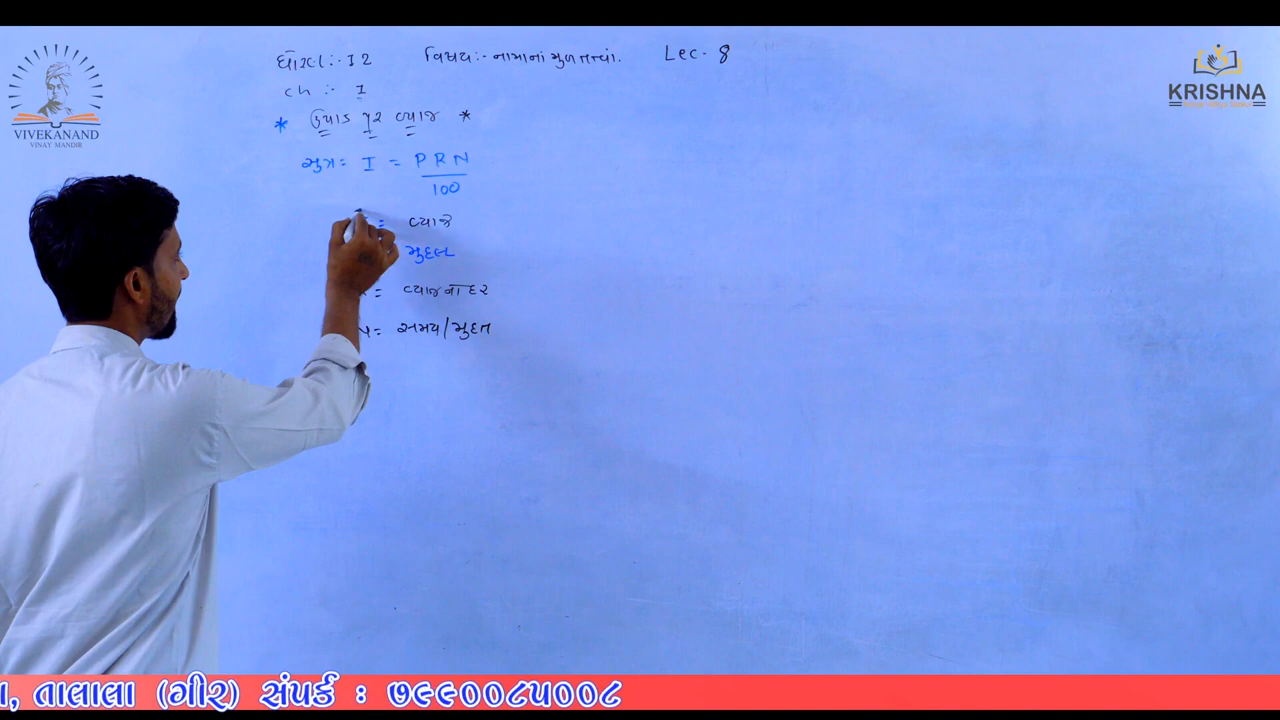 ધોરણ :- 12 વિષય :- નામાનાં મુળતત્વો. Lec - 8
ch :- 1
* ઉપાડ પર વ્યાજ *
સુત્ર = I = PRN
100
= વ્યાજ
મુદ્દલ
= વ્યાજનો દર
= સમય/મુદત
VIVEKANAND
VINAY MANDIR
KRISHNA
તાલાલા (ગીર) સંપર્ક : ૭૯૯૦૦૮૫૦૦૮